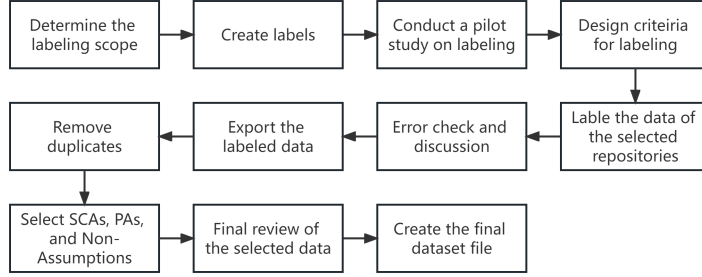 Determine the
labeling scope
Create labels
Conduct a pilot
study on labeling
Design criteiria
for labeling
Lable the data of
the selected
repositories
Error check and
discussion
Export the
labeled data
Remove
duplicates
Select SCAs, PAs,
and Non-
Assumptions
Final review of
the selected data
Create the final
dataset file